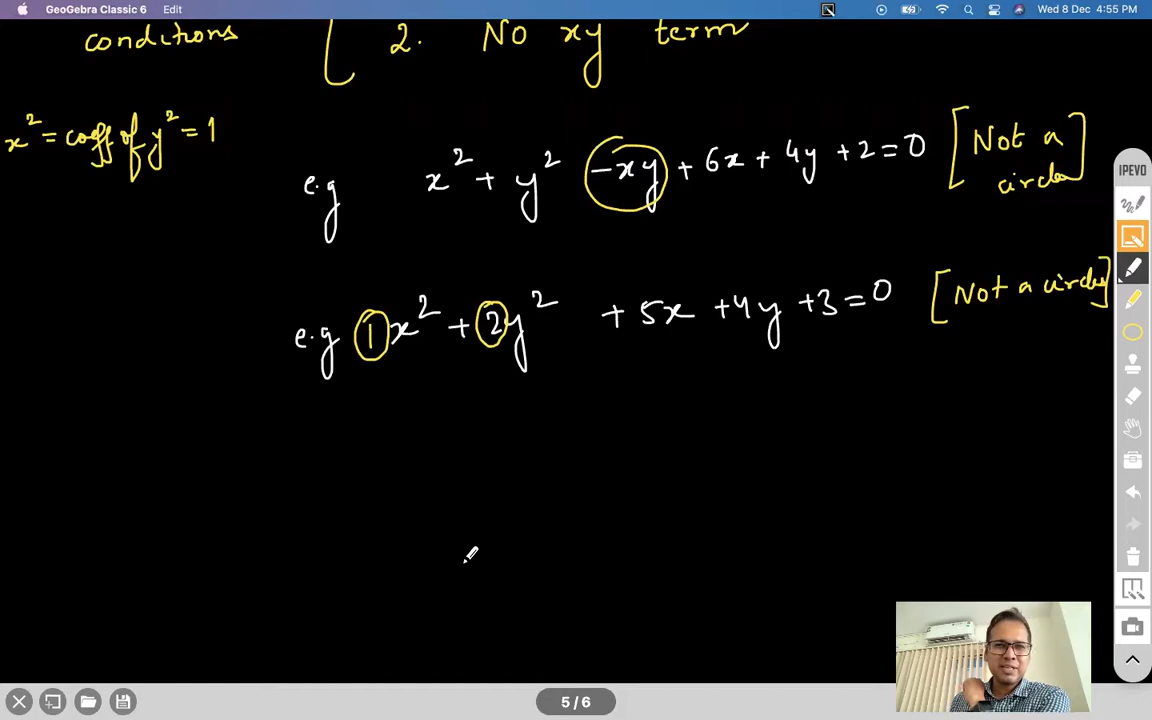 GeoGebra Classic 6 Edit Wed 8 Dec 4:55 PM
conditions [ 2. No xy term
x² = coeff of y² = 1
e.g x² + y² - xy + 6x + 4y + 2 = 0 [Not a circle]
IPEVO
e.g 1x² + 2y² + 5x + 4y + 3 = 0 [Not a circle]
5/6